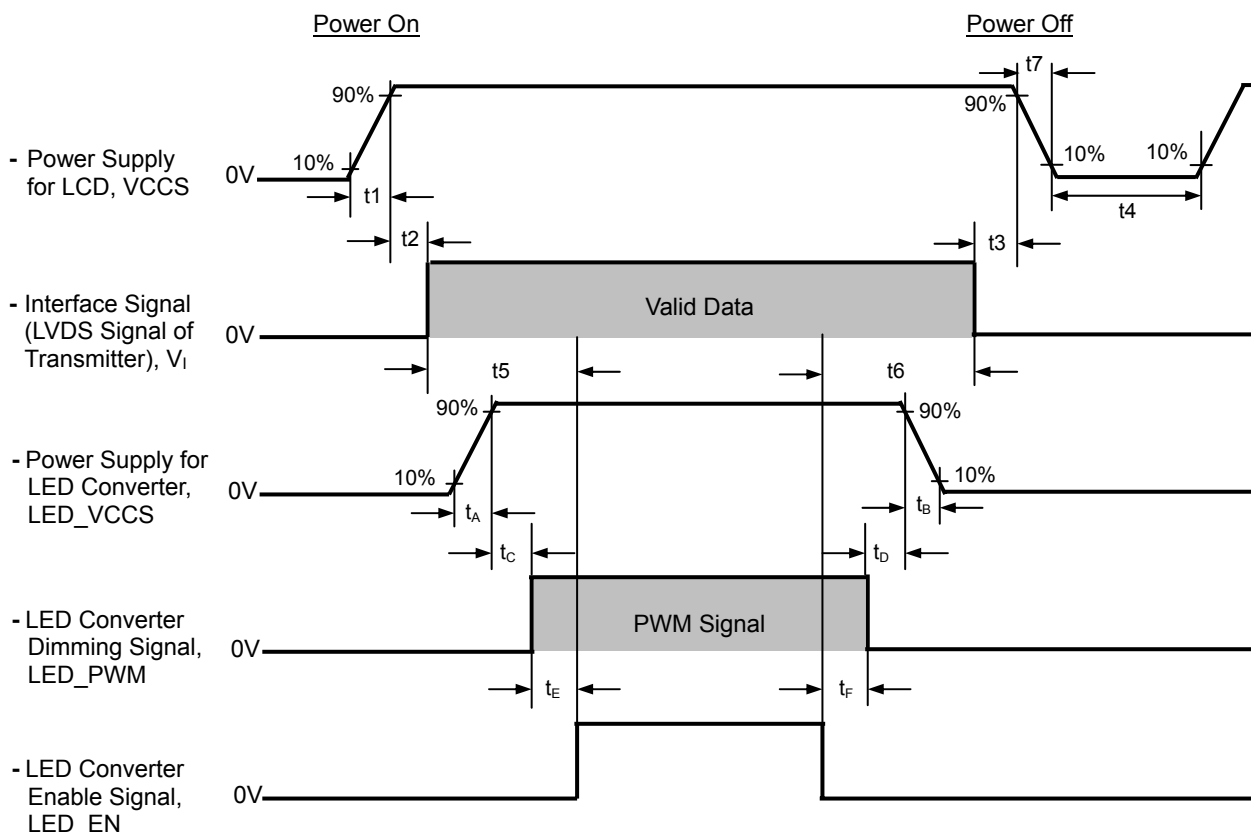 Power On
Power Off
t7
90%
90%
- Power Supply
for LCD, VCCS
0V
10%
10%
10%
t1
t4
t2
t3
- Interface Signal
(LVDS Signal of
Transmitter), VI
0V
Valid Data
t5
t6
90%
90%
- Power Supply for
LED Converter,
LED_VCCS
0V
10%
10%
tA
tB
tC
tD
- LED Converter
Dimming Signal,
LED_PWM
0V
PWM Signal
tE
tF
- LED Converter
Enable Signal,
LED_EN
0V